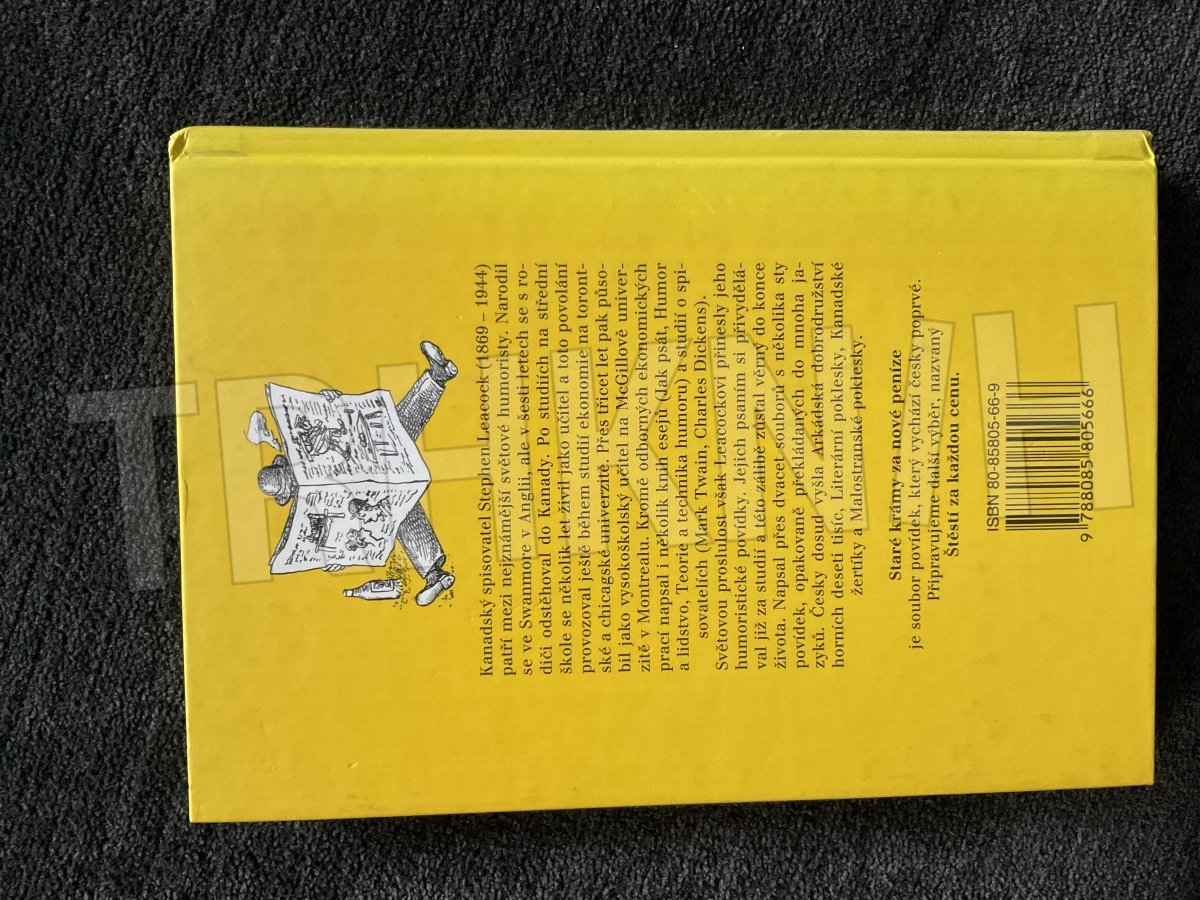 Kanadský spisovatel Stephen Leacock (1869 – 1944)
patří mezi nejznámější světové humoristy. Narodil
se ve Swanmore v Anglii, ale v šesti letech se s ro-
diči odstěhoval do Kanady. Po studiích na střední
škole se několik let živil jako učitel a toto povolání
provozoval ještě během studií ekonomie na toront-
ské a chicagské univerzitě. Přes třicet let pak půso-
bil jako vysokoškolský učitel na McGillově univer-
zitě v Montrealu. Kromě odborných ekonomických
prací napsal i několik knih esejů (Jak psát, Humor
a lidstvo, Teorie a technika humoru) a studií o spi-
sovatelích (Mark Twain, Charles Dickens).
Světovou proslulost však Leacockovi přinesly jeho
humoristické povídky. Jejich psaním si přivydělá-
val již za studií a této zálibě zůstal věrný do konce
života. Napsal přes dvacet souborů s několika sty
povídek, opakovaně překládaných do mnoha ja-
zyků. Česky dosud vyšla Arkádská dobrodružství
horních deseti tisíc, Literární poklesky, Kanadské
žertíky a Malostranské poklesky.
Staré krámy za nové peníze
je soubor povídek, který vychází česky poprvé.
Připravujeme další výběr, nazvaný
Štěstí za každou cenu.
ISBN 80-85805-66-9
9 788085 805666